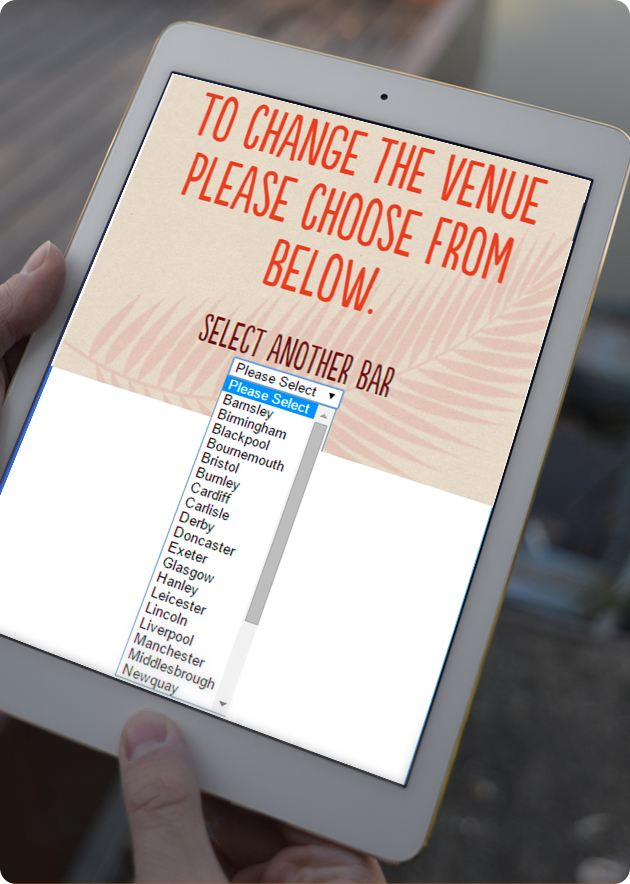 TO CHANGE THE VENUE
PLEASE CHOOSE FROM
BELOW.
SELECT ANOTHER BAR
Please Select ▼
Please Select
Barnsley
Birmingham
Blackpool
Bournemouth
Bristol
Burnley
Cardiff
Carlisle
Derby
Doncaster
Exeter
Glasgow
Hanley
Leicester
Lincoln
Liverpool
Manchester
Middlesbrough
Newquay